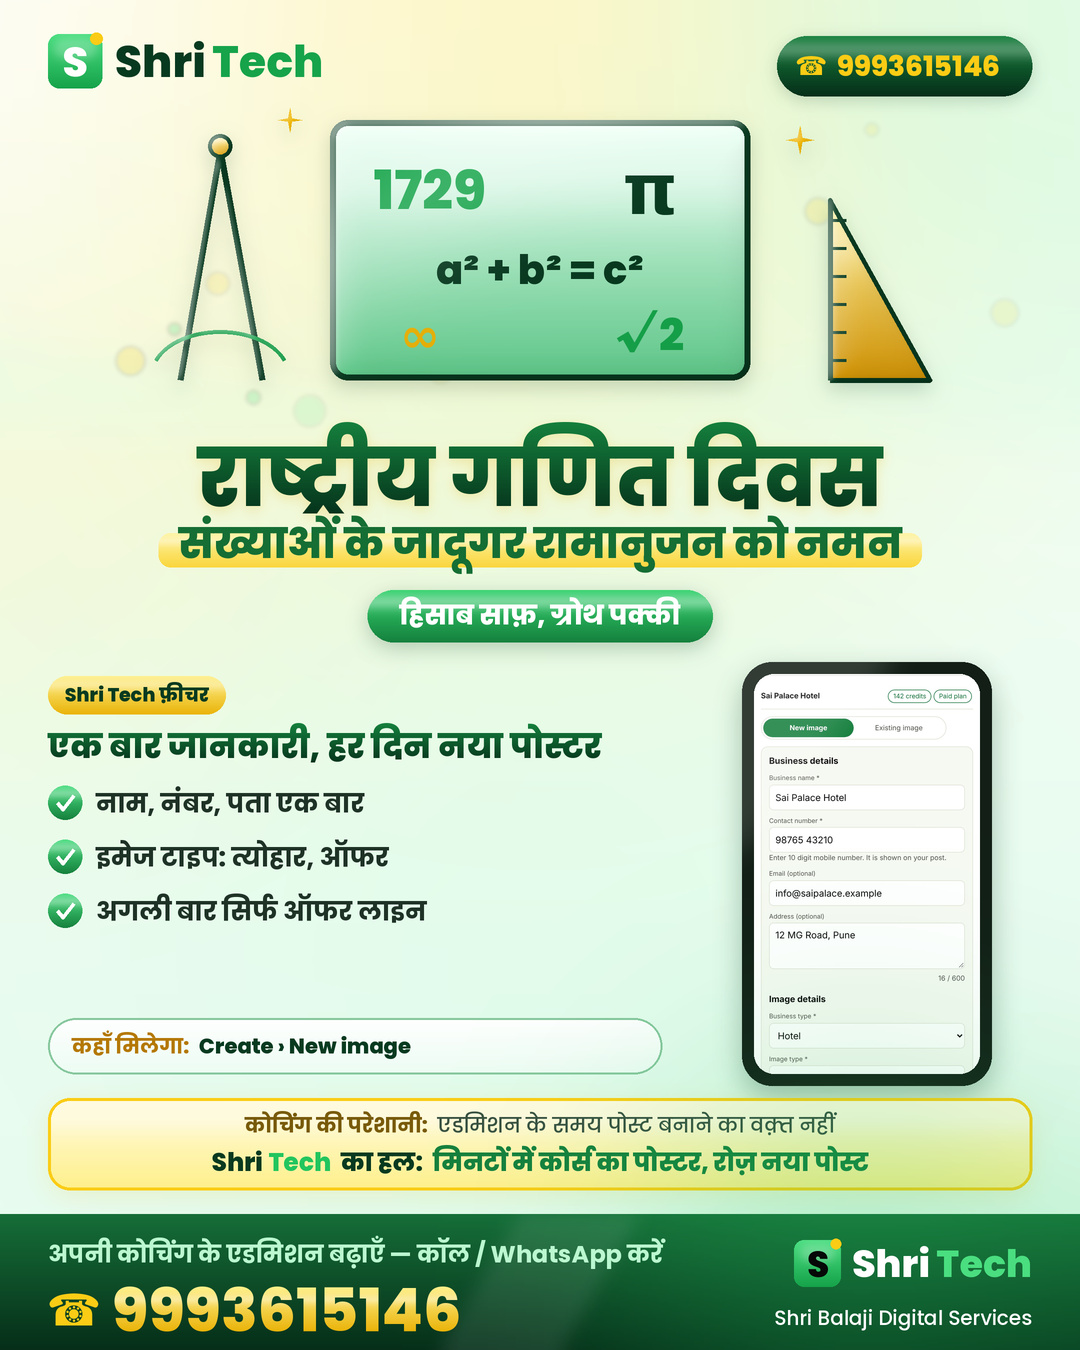 S Shri Tech
☎ 9993615146
1729
π
a² + b² = c²
∞
√2
राष्ट्रीय गणित दिवस
संख्याओं के जादूगर रामानुजन को नमन
हिसाब साफ़, ग्रोथ पक्की
Shri Tech फ़ीचर
एक बार जानकारी, हर दिन नया पोस्टर
नाम, नंबर, पता एक बार
इमेज टाइप: त्योहार, ऑफर
अगली बार सिर्फ ऑफर लाइन
कहाँ मिलेगा: Create › New image
Sai Palace Hotel
142 credits
Paid plan
New image
Existing image
Business details
Business name *
Sai Palace Hotel
Contact number *
98765 43210
Enter 10 digit mobile number. It is shown on your post.
Email (optional)
info@saipalace.example
Address (optional)
12 MG Road, Pune
16 / 600
Image details
Business type *
Hotel
Image type *
कोचिंग की परेशानी: एडमिशन के समय पोस्ट बनाने का वक़्त नहीं
Shri Tech का हल: मिनटों में कोर्स का पोस्टर, रोज़ नया पोस्ट
अपनी कोचिंग के एडमिशन बढ़ाएँ — कॉल / WhatsApp करें
☎ 9993615146
S Shri Tech
Shri Balaji Digital Services